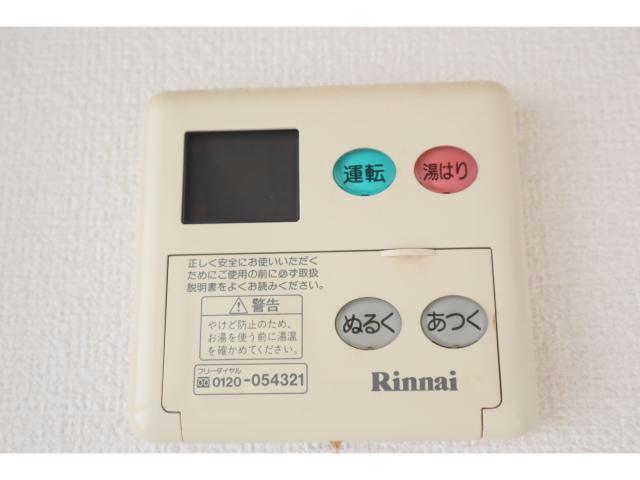 運転
湯はり
正しく安全にお使いいただく
ためにご使用の前に必ず取扱
説明書をよくお読みください。
警告
やけど防止のため、
お湯を使う前に湯温
を確かめてください。
フリーダイヤル
0120-054321
ぬるく
あつく
Rinnai